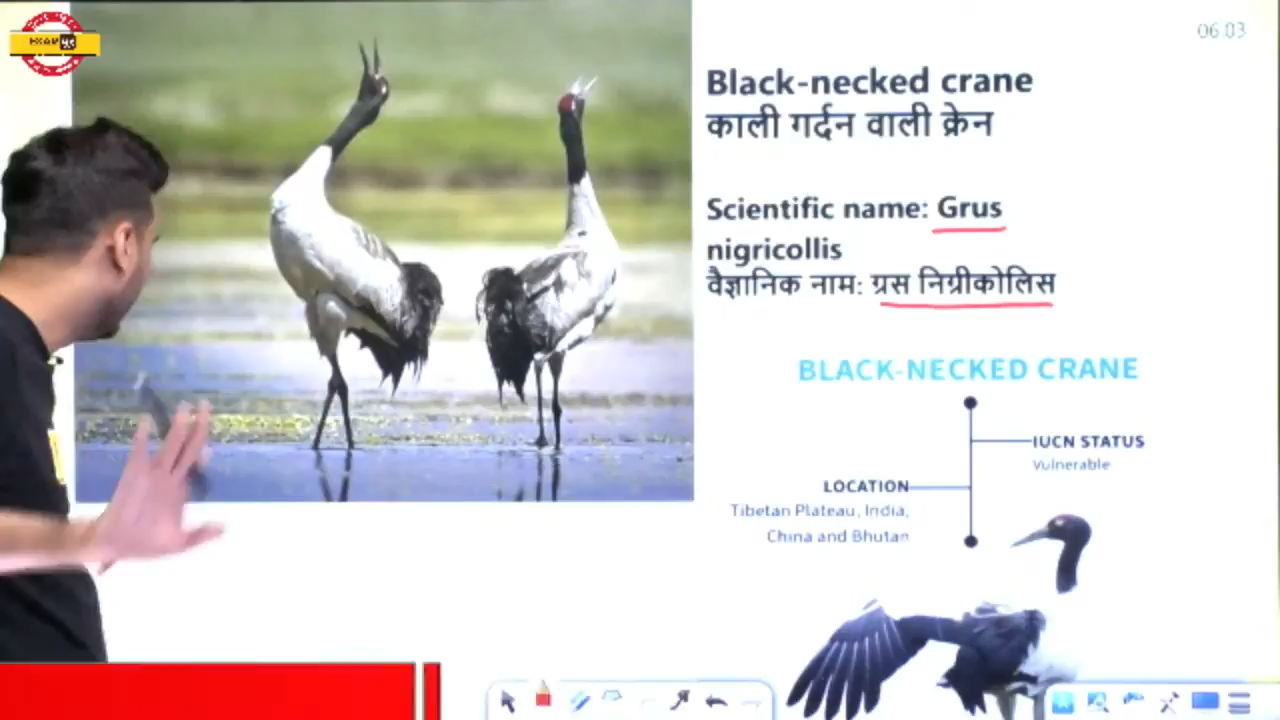 06:03
Black-necked crane
काली गर्दन वाली क्रेन
Scientific name: Grus
nigricollis
वैज्ञानिक नाम: ग्रस निग्रीकोलिस
BLACK-NECKED CRANE
IUCN STATUS
Vulnerable
LOCATION
Tibetan Plateau, India,
China and Bhutan